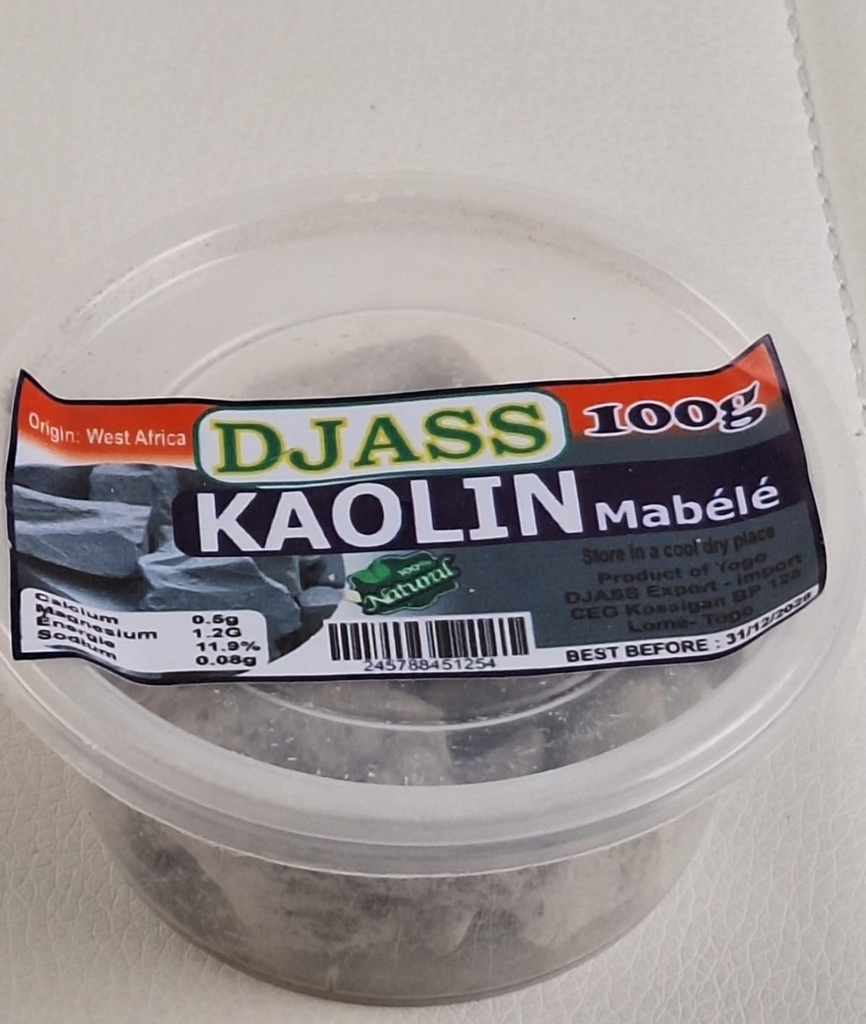 Origin: West Africa
DJASS
100g
KAOLIN Mabélé
100%
Natural
Store in a cool dry place
Product of Togo
DJASS Export - import
CEG Kossigan BP 128
Lome- Togo
Calcium 0.5g
Magnesium 1.2G
Energie 11.9%
Sodium 0.08g
245788451254
BEST BEFORE : 31/12/2029